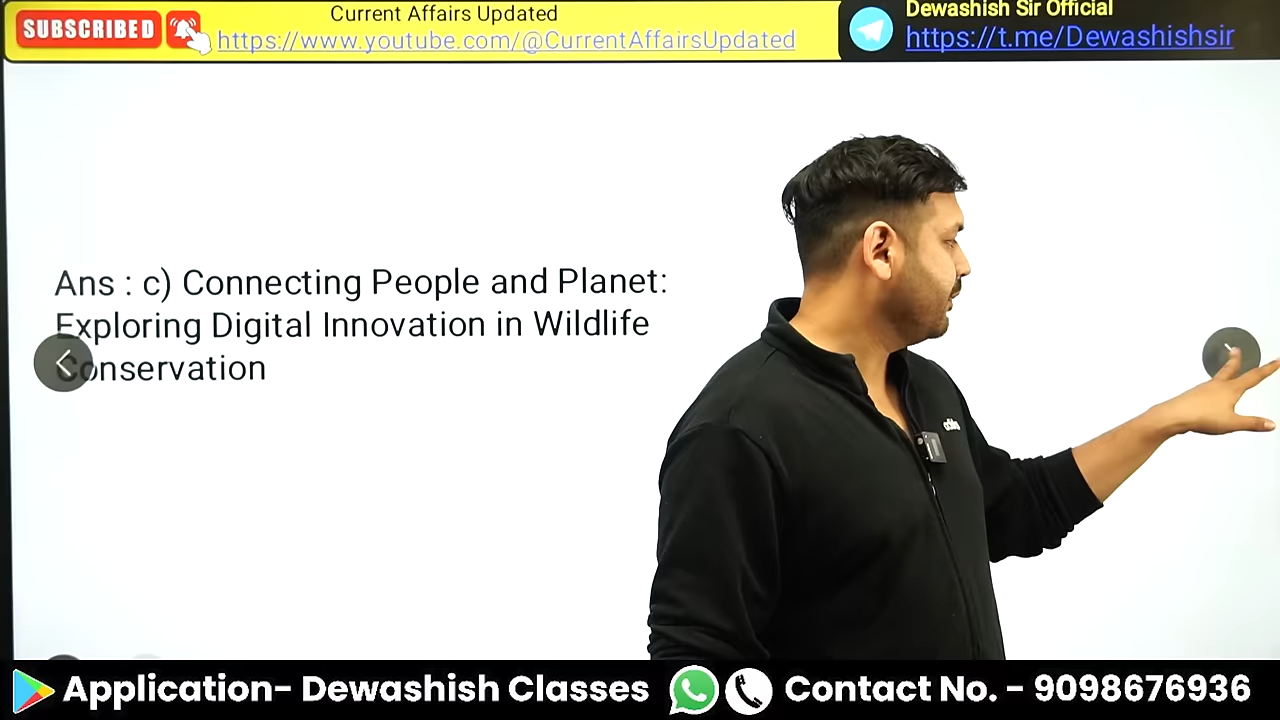 SUBSCRIBED
Current Affairs Updated
https://www.youtube.com/@CurrentAffairsUpdated
Dewashish Sir Official
https://t.me/Dewashishsir
Ans : c) Connecting People and Planet:
Exploring Digital Innovation in Wildlife
Conservation
Application- Dewashish Classes
Contact No. - 9098676936